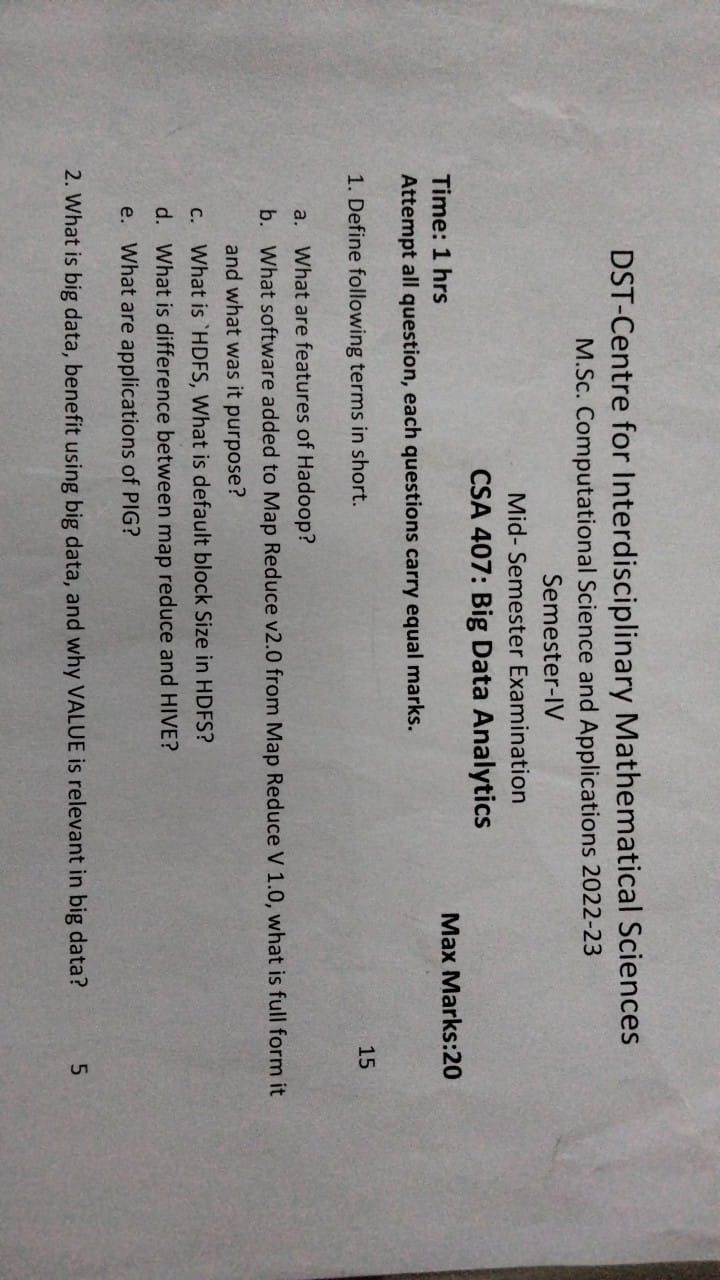 DST-Centre for Interdisciplinary Mathematical Sciences
M.Sc. Computational Science and Applications 2022-23
Semester-IV
Mid- Semester Examination
CSA 407: Big Data Analytics
Time: 1 hrs Max Marks:20
Attempt all question, each questions carry equal marks.
1. Define following terms in short. 15
a. What are features of Hadoop?
b. What software added to Map Reduce v2.0 from Map Reduce V 1.0, what is full form it
and what was it purpose?
c. What is `HDFS, What is default block Size in HDFS?
d. What is difference between map reduce and HIVE?
e. What are applications of PIG?
2. What is big data, benefit using big data, and why VALUE is relevant in big data? 5